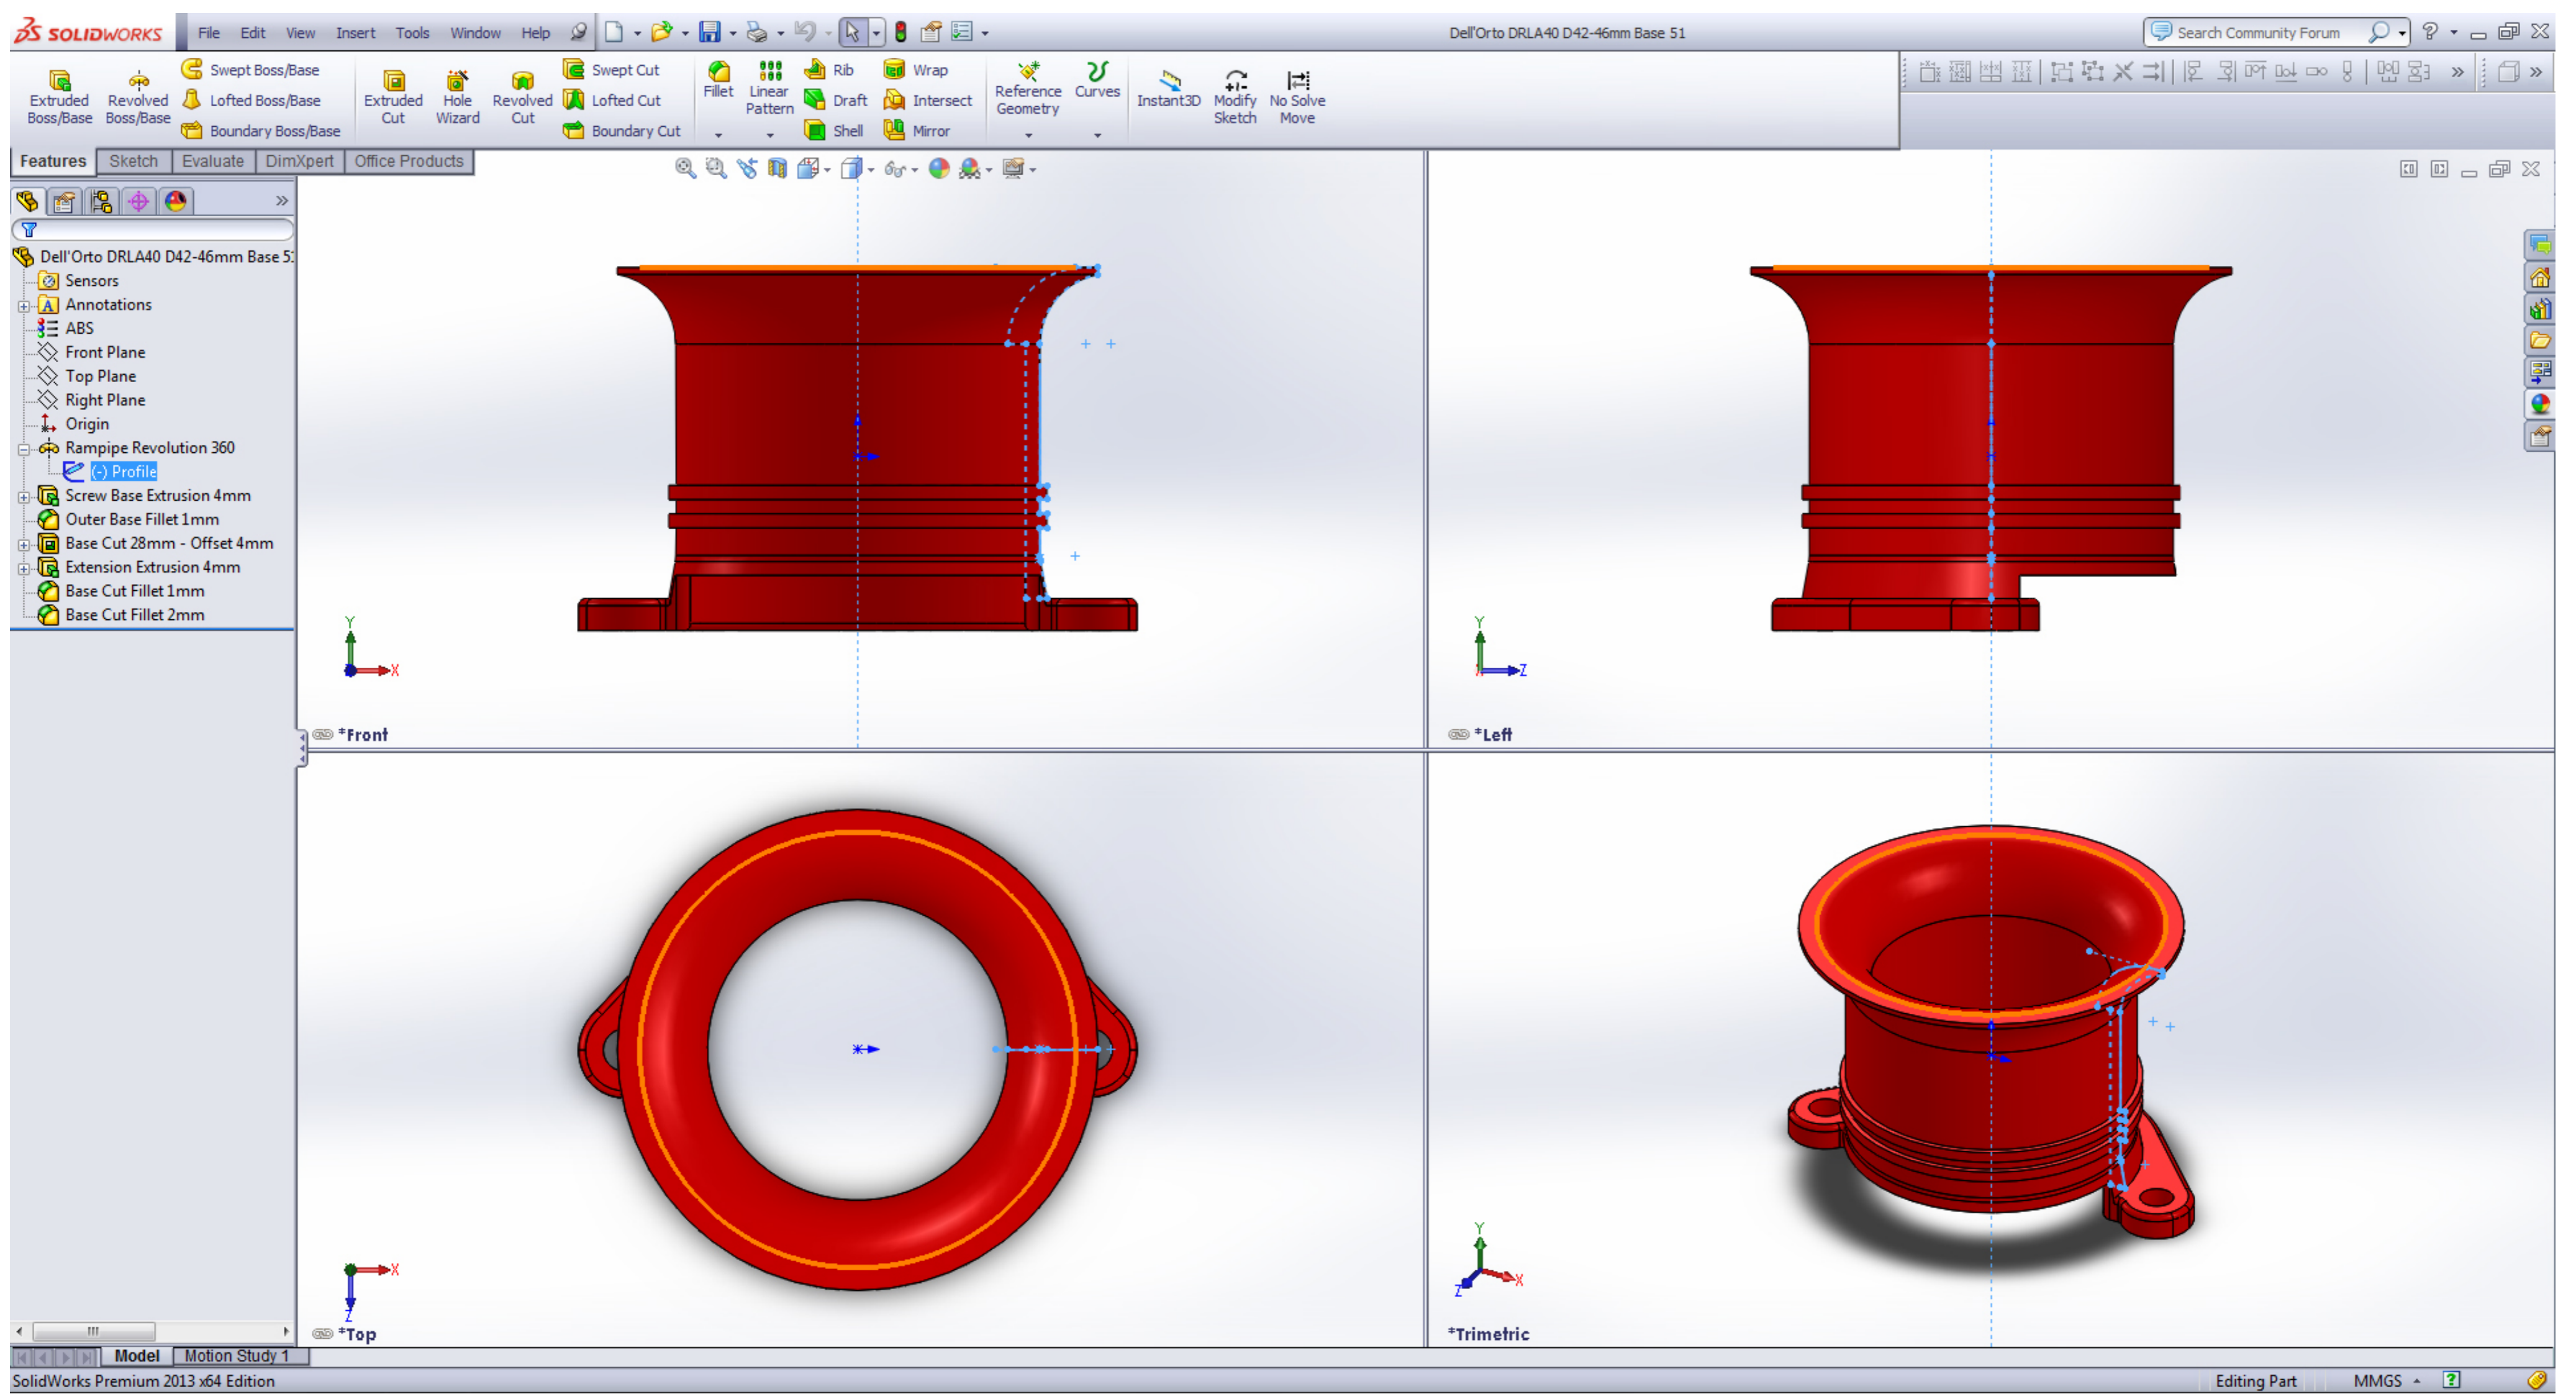 SOLIDWORKS File Edit View Insert Tools Window Help Dell'Orto DRLA40 D42-46mm Base 51 Search Community Forum
Extruded Boss/Base
Revolved Boss/Base
Swept Boss/Base
Lofted Boss/Base
Boundary Boss/Base
Extruded Cut
Hole Wizard
Revolved Cut
Swept Cut
Lofted Cut
Boundary Cut
Fillet
Linear Pattern
Rib
Draft
Shell
Wrap
Intersect
Mirror
Reference Geometry
Curves
Instant3D
Modify Sketch
No Solve Move
Features Sketch Evaluate DimXpert Office Products
Dell'Orto DRLA40 D42-46mm Base 51
Sensors
Annotations
ABS
Front Plane
Top Plane
Right Plane
Origin
Rampipe Revolution 360
(-) Profile
Screw Base Extrusion 4mm
Outer Base Fillet 1mm
Base Cut 28mm - Offset 4mm
Extension Extrusion 4mm
Base Cut Fillet 1mm
Base Cut Fillet 2mm
Y
X
*Front
Y
Z
*Left
X
Z
*Top
Y
X
Z
*Trimetric
Model Motion Study 1
SolidWorks Premium 2013 x64 Edition Editing Part MMGS